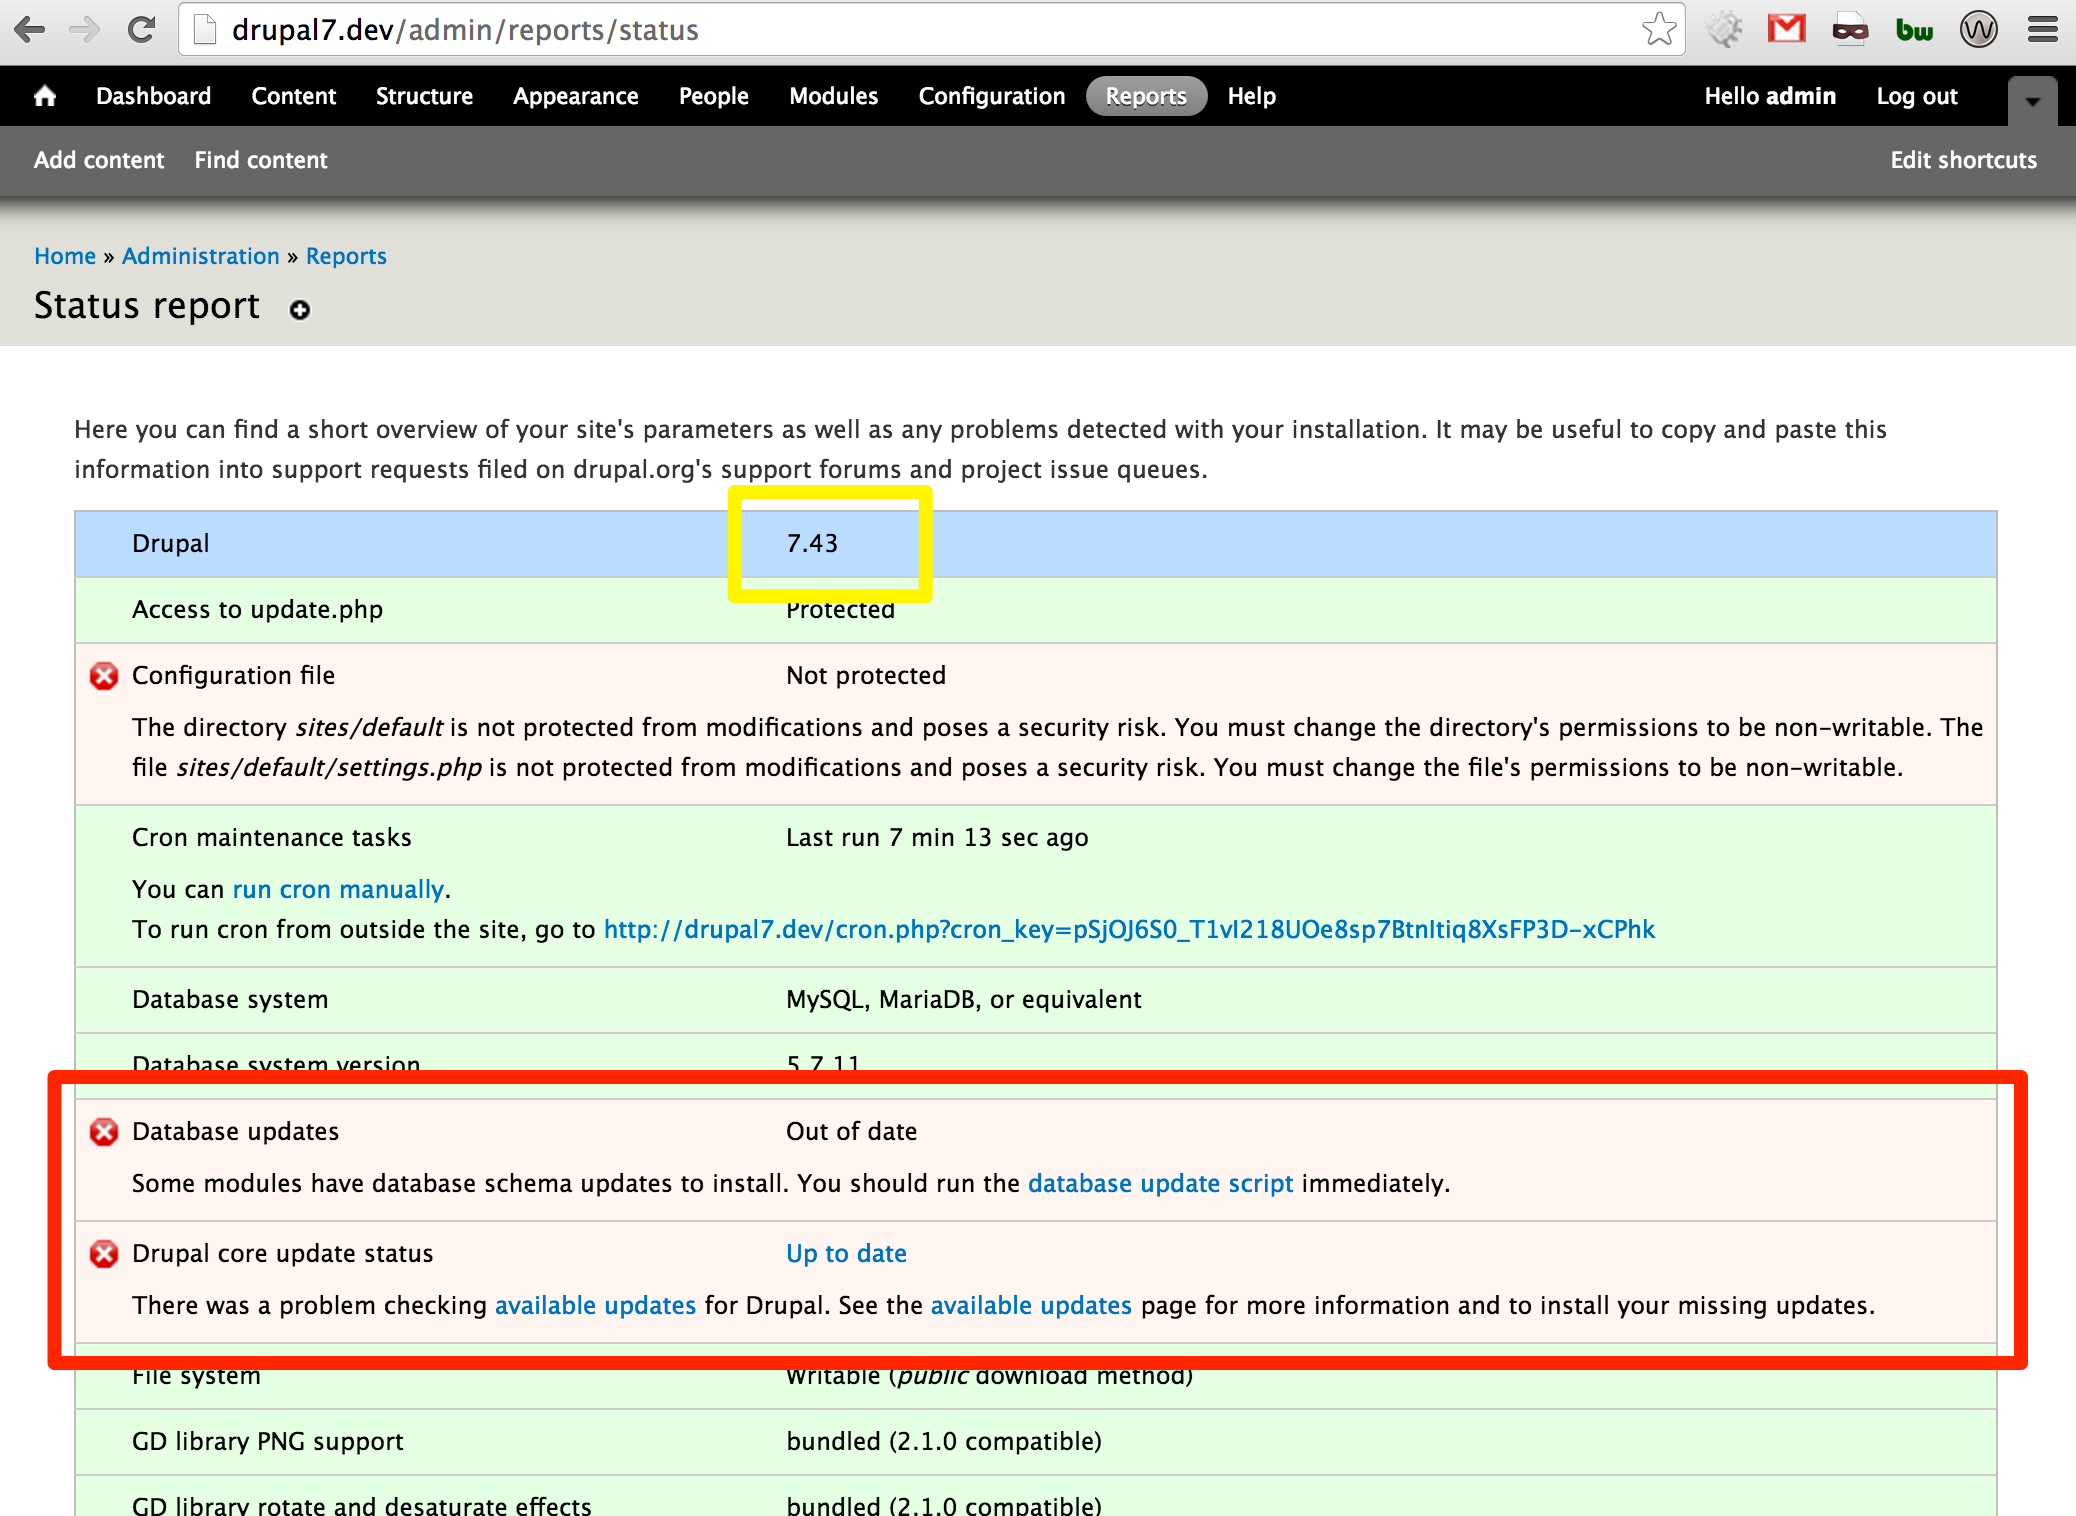 drupal7.dev/admin/reports/status
bw
W
Dashboard Content Structure Appearance People Modules Configuration Reports Help Hello admin Log out
Add content Find content Edit shortcuts
Home » Administration » Reports
Status report
Here you can find a short overview of your site's parameters as well as any problems detected with your installation. It may be useful to copy and paste this
information into support requests filed on drupal.org's support forums and project issue queues.
Drupal 7.43
Access to update.php Protected
Configuration file Not protected
The directory sites/default is not protected from modifications and poses a security risk. You must change the directory's permissions to be non-writable. The
file sites/default/settings.php is not protected from modifications and poses a security risk. You must change the file's permissions to be non-writable.
Cron maintenance tasks Last run 7 min 13 sec ago
You can run cron manually.
To run cron from outside the site, go to http://drupal7.dev/cron.php?cron_key=pSjOJ6S0_T1vI218UOe8sp7BtnItiq8XsFP3D-xCPhk
Database system MySQL, MariaDB, or equivalent
Database system version 5.7.11
Database updates Out of date
Some modules have database schema updates to install. You should run the database update script immediately.
Drupal core update status Up to date
There was a problem checking available updates for Drupal. See the available updates page for more information and to install your missing updates.
File system Writable (public download method)
GD library PNG support bundled (2.1.0 compatible)
GD library rotate and desaturate effects bundled (2.1.0 compatible)